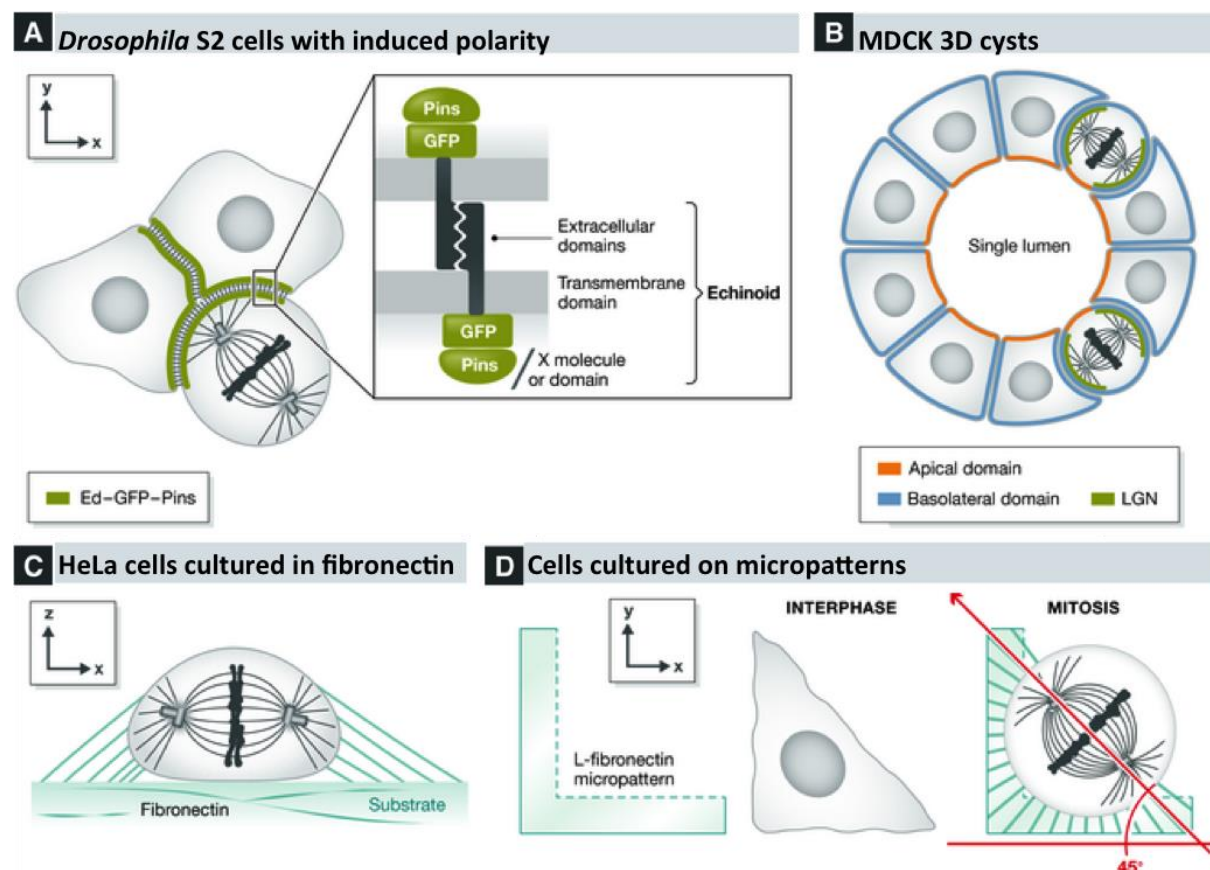 A Drosophila S2 cells with induced polarity
y
x
Pins
GFP
Extracellular
domains
Transmembrane
domain
Echinoid
GFP
Pins
X molecule
or domain
Ed–GFP–Pins
B MDCK 3D cysts
Single lumen
Apical domain
Basolateral domain
LGN
C HeLa cells cultured in fibronectin
z
x
Fibronectin
Substrate
D Cells cultured on micropatterns
y
x
L-fibronectin
micropattern
INTERPHASE
MITOSIS
45°